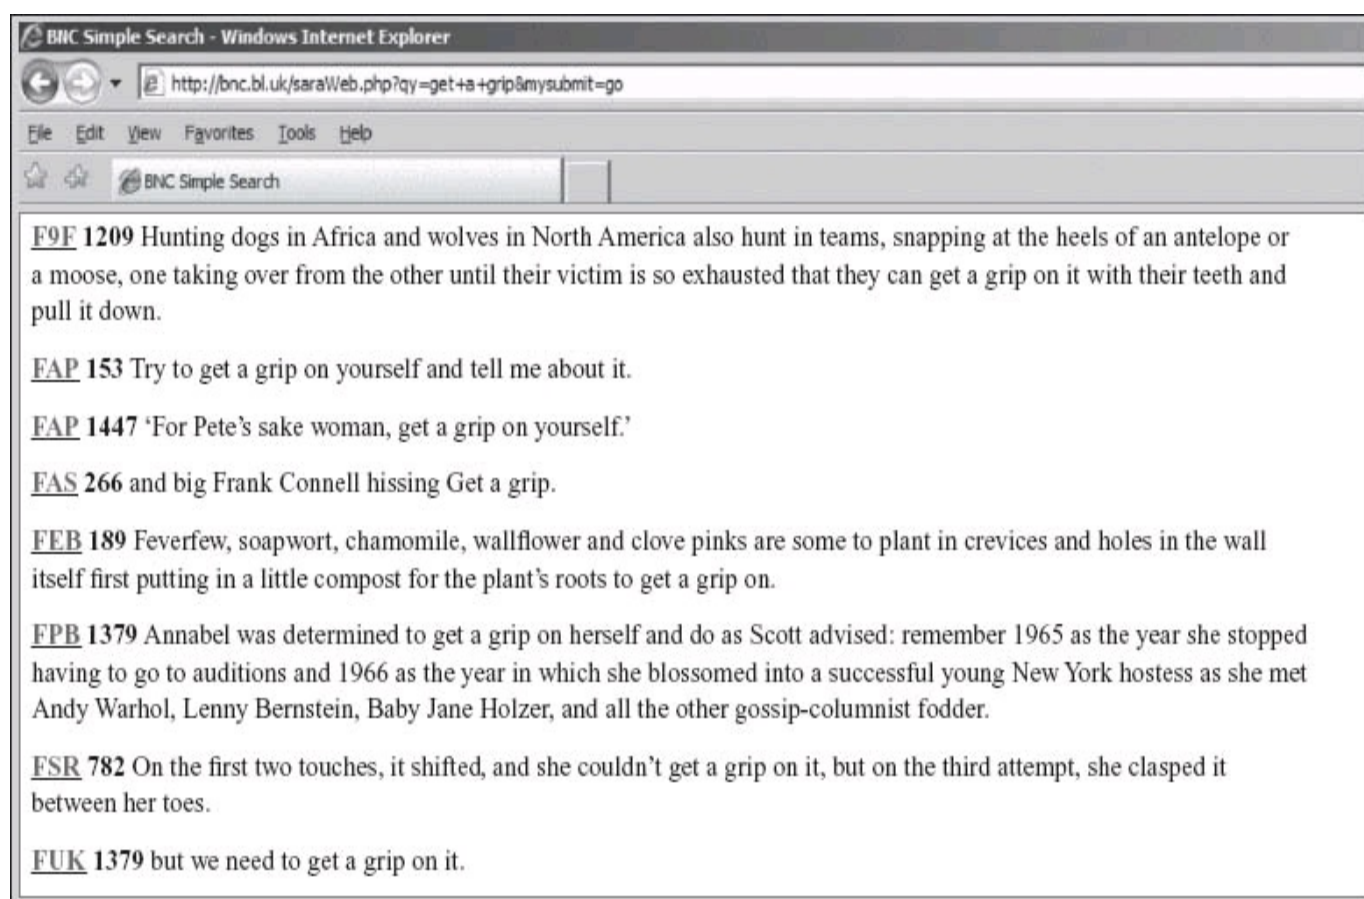 BNC Simple Search - Windows Internet Explorer
http://bnc.bl.uk/saraWeb.php?qy=get+a+grip&mysubmit=go
File Edit View Favorites Tools Help
BNC Simple Search
F9F 1209 Hunting dogs in Africa and wolves in North America also hunt in teams, snapping at the heels of an antelope or
a moose, one taking over from the other until their victim is so exhausted that they can get a grip on it with their teeth and
pull it down.
FAP 153 Try to get a grip on yourself and tell me about it.
FAP 1447 ‘For Pete’s sake woman, get a grip on yourself.’
FAS 266 and big Frank Connell hissing Get a grip.
FEB 189 Feverfew, soapwort, chamomile, wallflower and clove pinks are some to plant in crevices and holes in the wall
itself first putting in a little compost for the plant’s roots to get a grip on.
FPB 1379 Annabel was determined to get a grip on herself and do as Scott advised: remember 1965 as the year she stopped
having to go to auditions and 1966 as the year in which she blossomed into a successful young New York hostess as she met
Andy Warhol, Lenny Bernstein, Baby Jane Holzer, and all the other gossip-columnist fodder.
FSR 782 On the first two touches, it shifted, and she couldn’t get a grip on it, but on the third attempt, she clasped it
between her toes.
FUK 1379 but we need to get a grip on it.